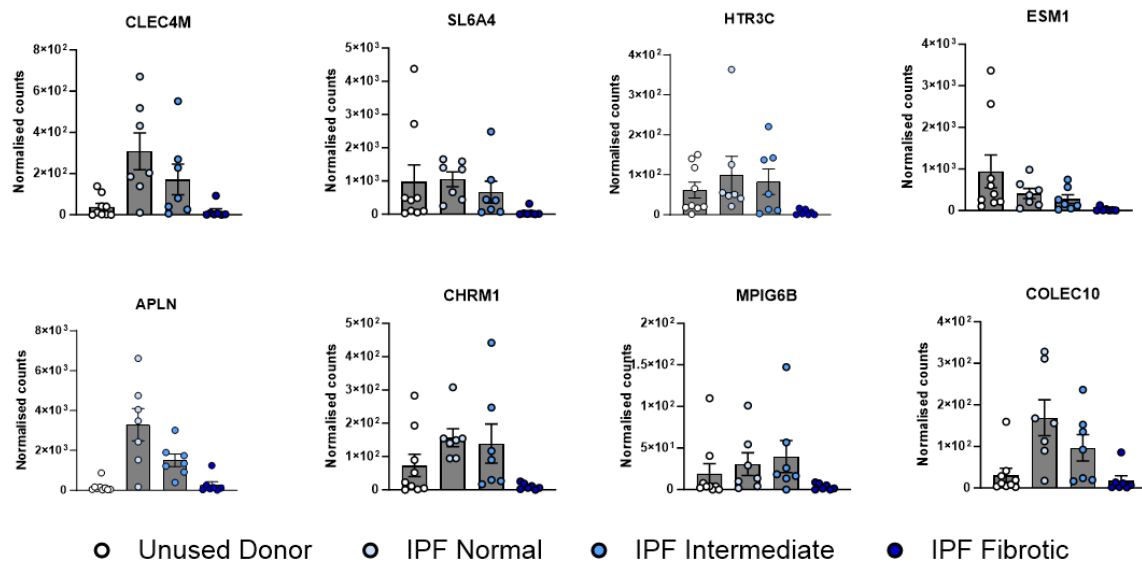 CLEC4M
Normalised counts
8×10²
6×10²
4×10²
2×10²
0
SL6A4
Normalised counts
5×10³
4×10³
3×10³
2×10³
1×10³
0
HTR3C
Normalised counts
4×10²
3×10²
2×10²
1×10²
0
ESM1
Normalised counts
4×10³
3×10³
2×10³
1×10³
0
APLN
Normalised counts
8×10³
6×10³
4×10³
2×10³
0
CHRM1
Normalised counts
5×10²
4×10²
3×10²
2×10²
1×10²
0
MPIG6B
Normalised counts
2×10²
1.5×10²
1×10²
5×10¹
0
COLEC10
Normalised counts
4×10²
3×10²
2×10²
1×10²
0
Unused Donor
IPF Normal
IPF Intermediate
IPF Fibrotic